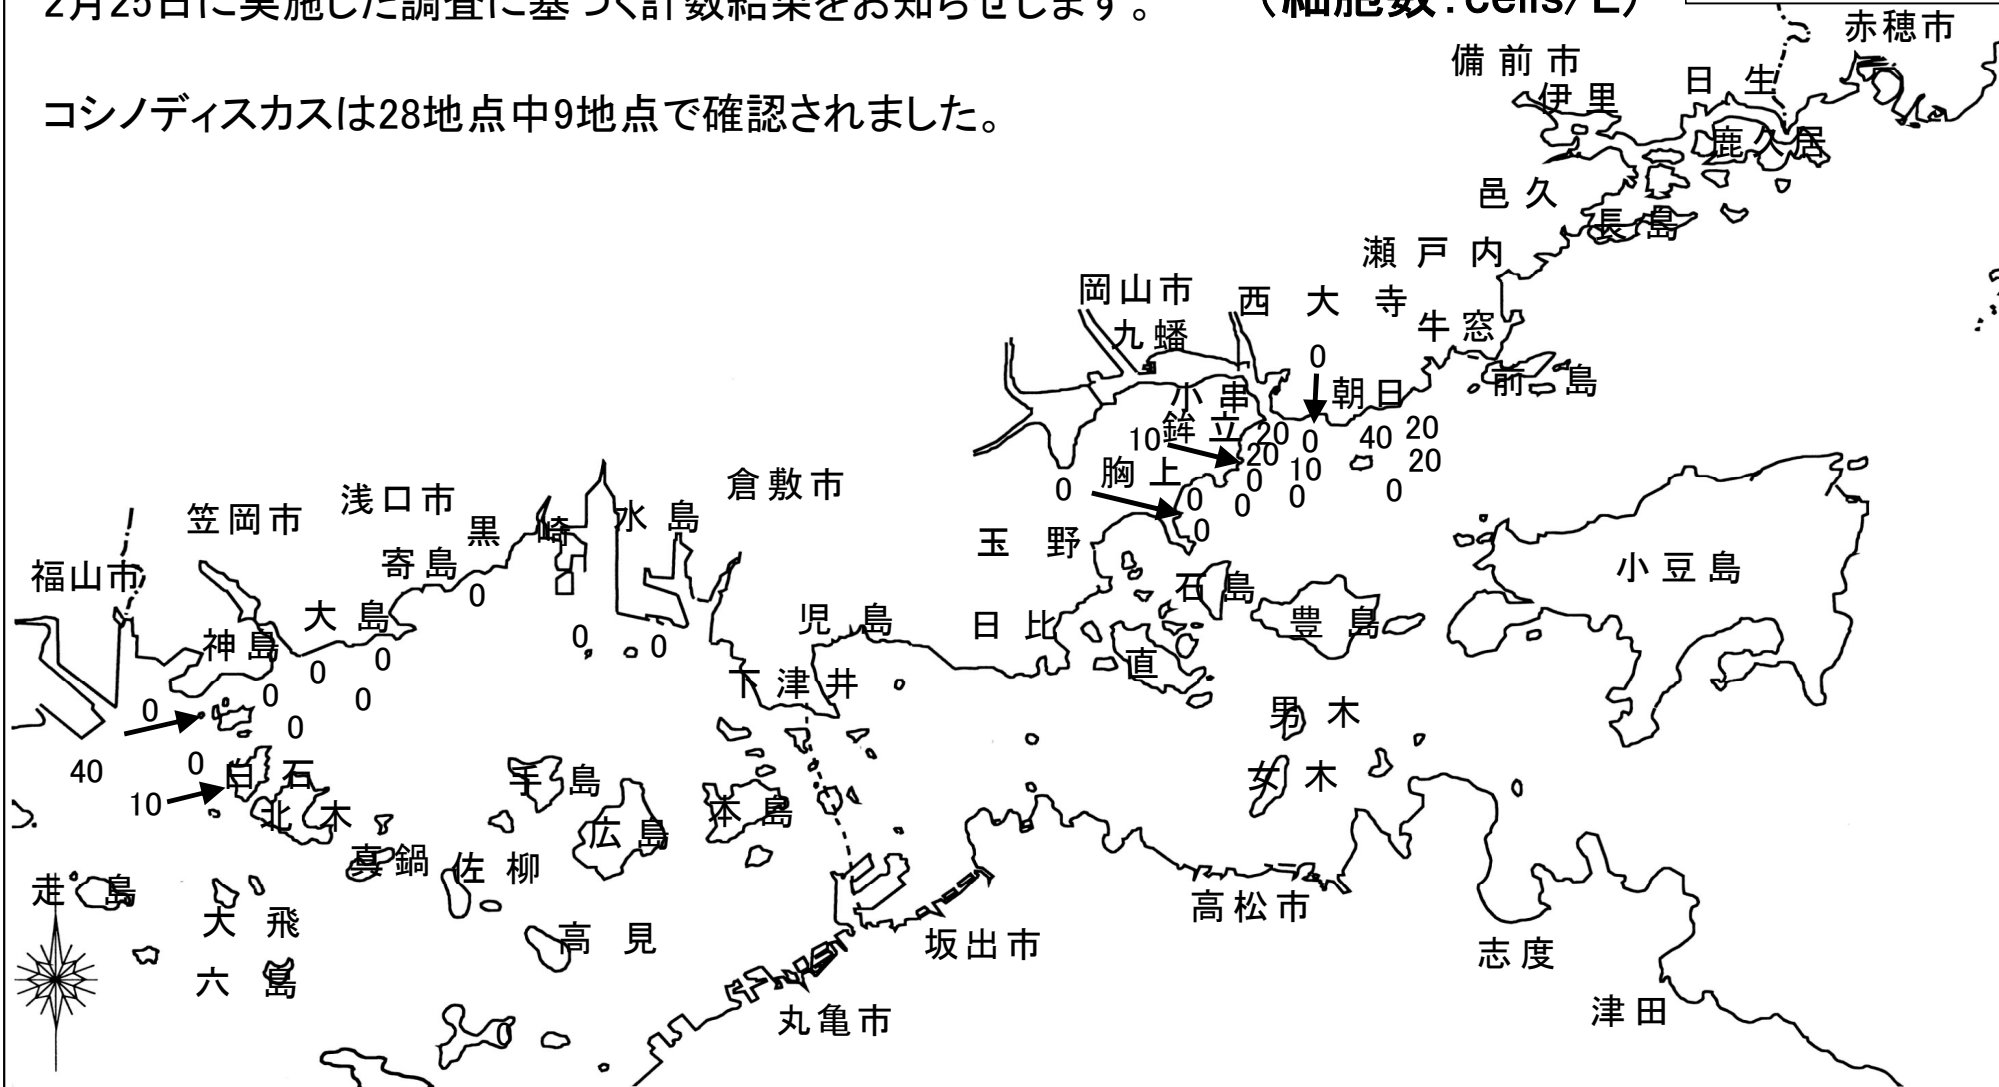 2月25日に実施した調査に基づく計数結果をお知らせします。 (細胞数:cells/L)
赤穂市
備前市
日 生
伊里
コシノディスカスは28地点中9地点で確認されました。
鹿久居
邑久
長島
瀬戸内
岡山市
西大寺
牛窓
九蟠
0
前島
小串
朝日
鉾立
10
20
0
40
20
20
10
20
胸上
0
0
0
0
0
0
0
0
倉敷市
浅口市
笠岡市
水島
黒崎
玉野
寄島
福山市
小豆島
石島
0
大島
児島
日比
豊島
0
0
神島
直
0
0
下津井
0
0
0
男木
0
40
0
白石
手島
女木
10
北木
本島
広島
真鍋
佐柳
走島
高松市
大飛
高見
坂出市
志度
六島
津田
丸亀市